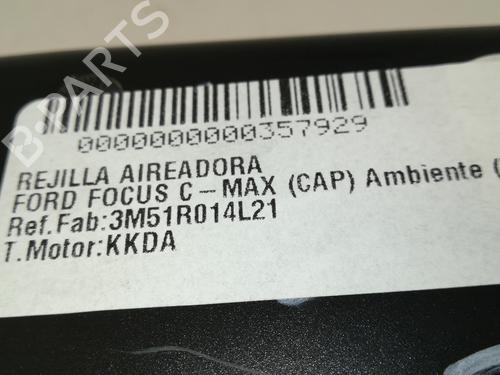 B-PARTS
0000000000357929
REJILLA AIREADORA
FORD FOCUS C-MAX (CAP) Ambiente (
Ref.Fab:3M51R014L21
T.Motor:KKDA